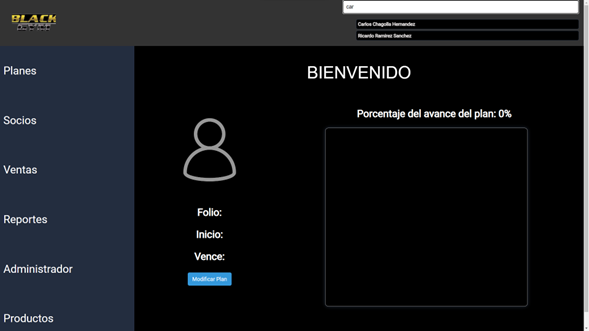 BLACK
car
Carlos Chagolla Hernandez
Ricardo Ramirez Sanchez
Planes
Socios
Ventas
Reportes
Administrador
Productos
BIENVENIDO
Folio:
Inicio:
Vence:
Modificar Plan
Porcentaje del avance del plan: 0%